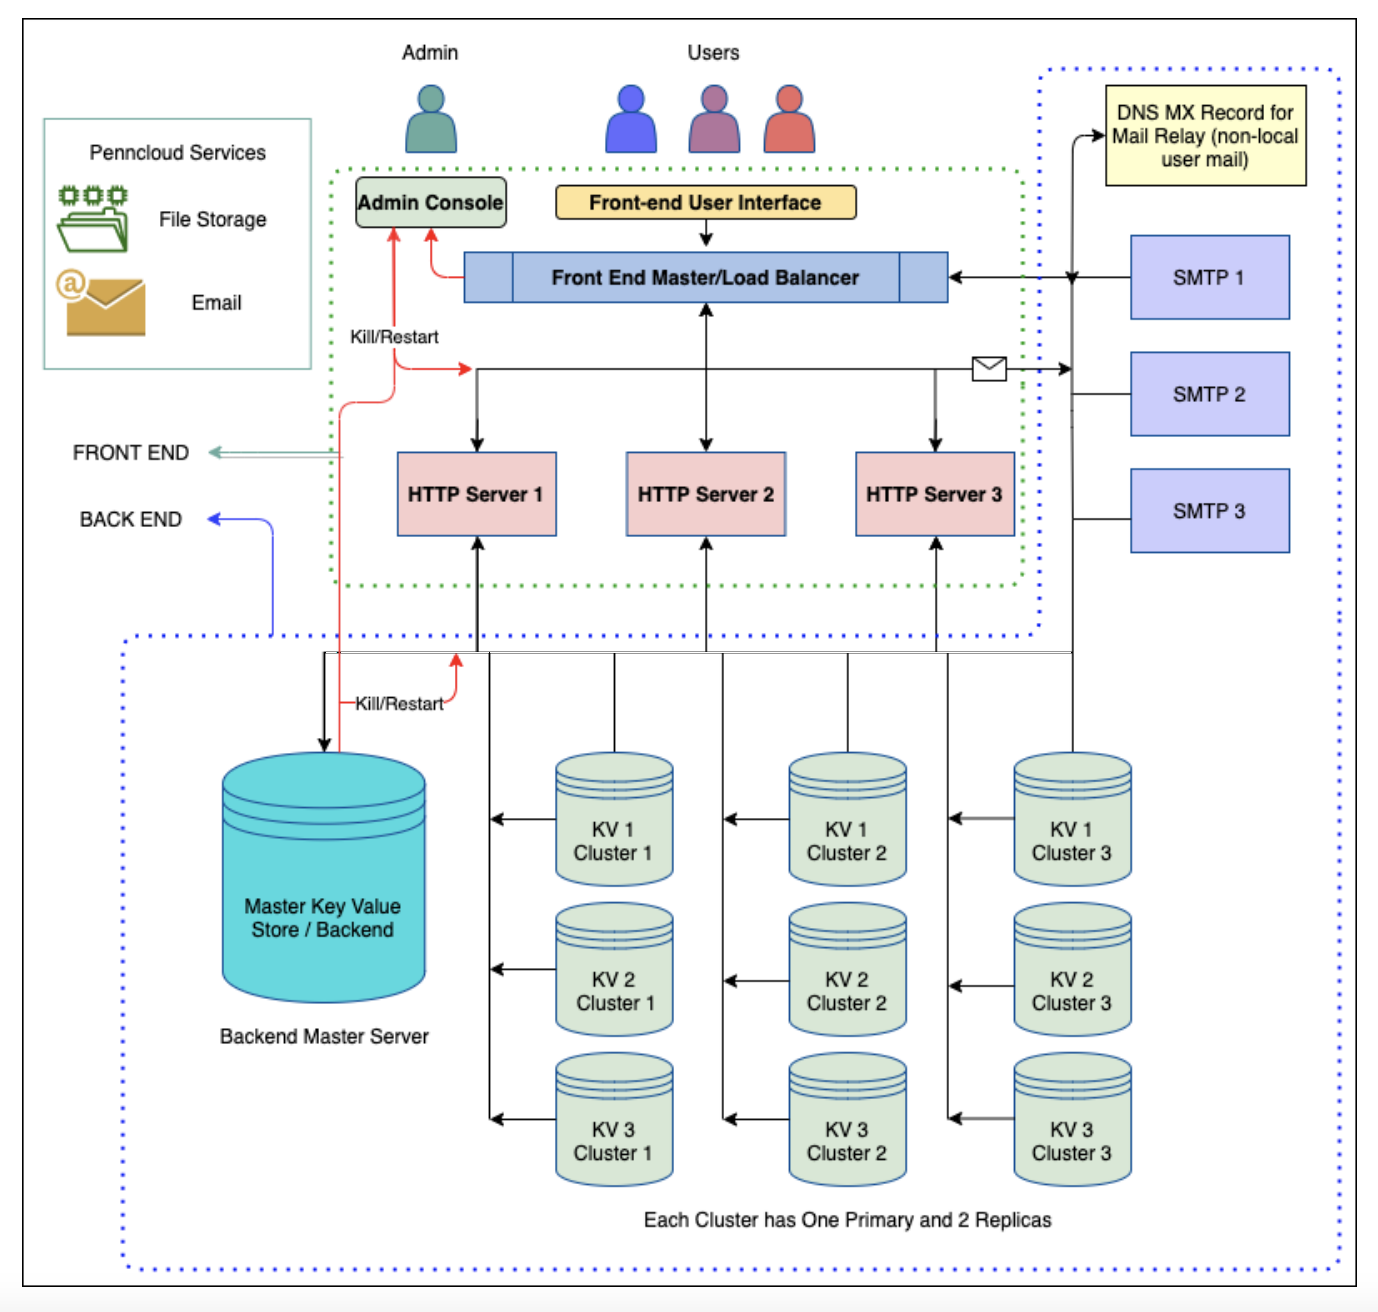 Admin
Users
Penncloud Services
File Storage
@
Email
DNS MX Record for
Mail Relay (non-local
user mail)
Admin Console
Front-end User Interface
Front End Master/Load Balancer
SMTP 1
Kill/Restart
SMTP 2
FRONT END
HTTP Server 1
HTTP Server 2
HTTP Server 3
SMTP 3
BACK END
Kill/Restart
Master Key Value
Store / Backend
Backend Master Server
KV 1
Cluster 1
KV 1
Cluster 2
KV 1
Cluster 3
KV 2
Cluster 1
KV 2
Cluster 2
KV 2
Cluster 3
KV 3
Cluster 1
KV 3
Cluster 2
KV 3
Cluster 3
Each Cluster has One Primary and 2 Replicas